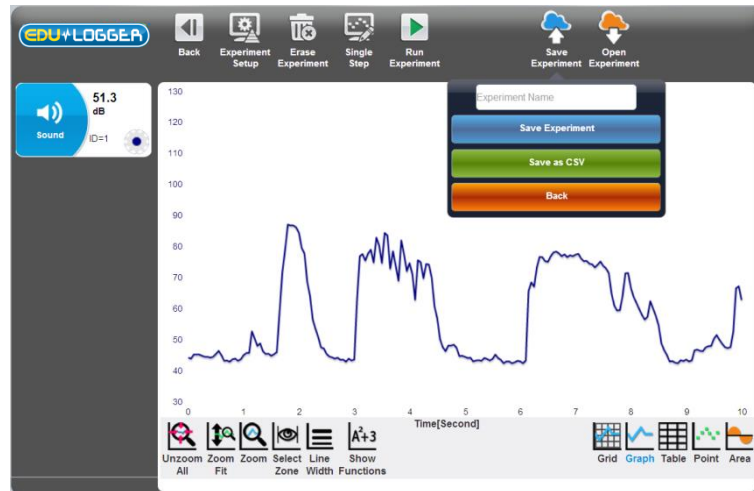 EDU LOGGER
Back
Experiment Setup
Erase Experiment
Single Step
Run Experiment
Save Experiment
Open Experiment
Sound
51.3
dB
ID=1
Experiment Name
Save Experiment
Save as CSV
Back
130
120
110
100
90
80
70
60
50
40
30
0 1 2 3 4 5 6 7 8 9 10
Time[Second]
A²+3
Unzoom All
Zoom Fit
Zoom
Select Zone
Line Width
Show Functions
Grid
Graph
Table
Point
Area